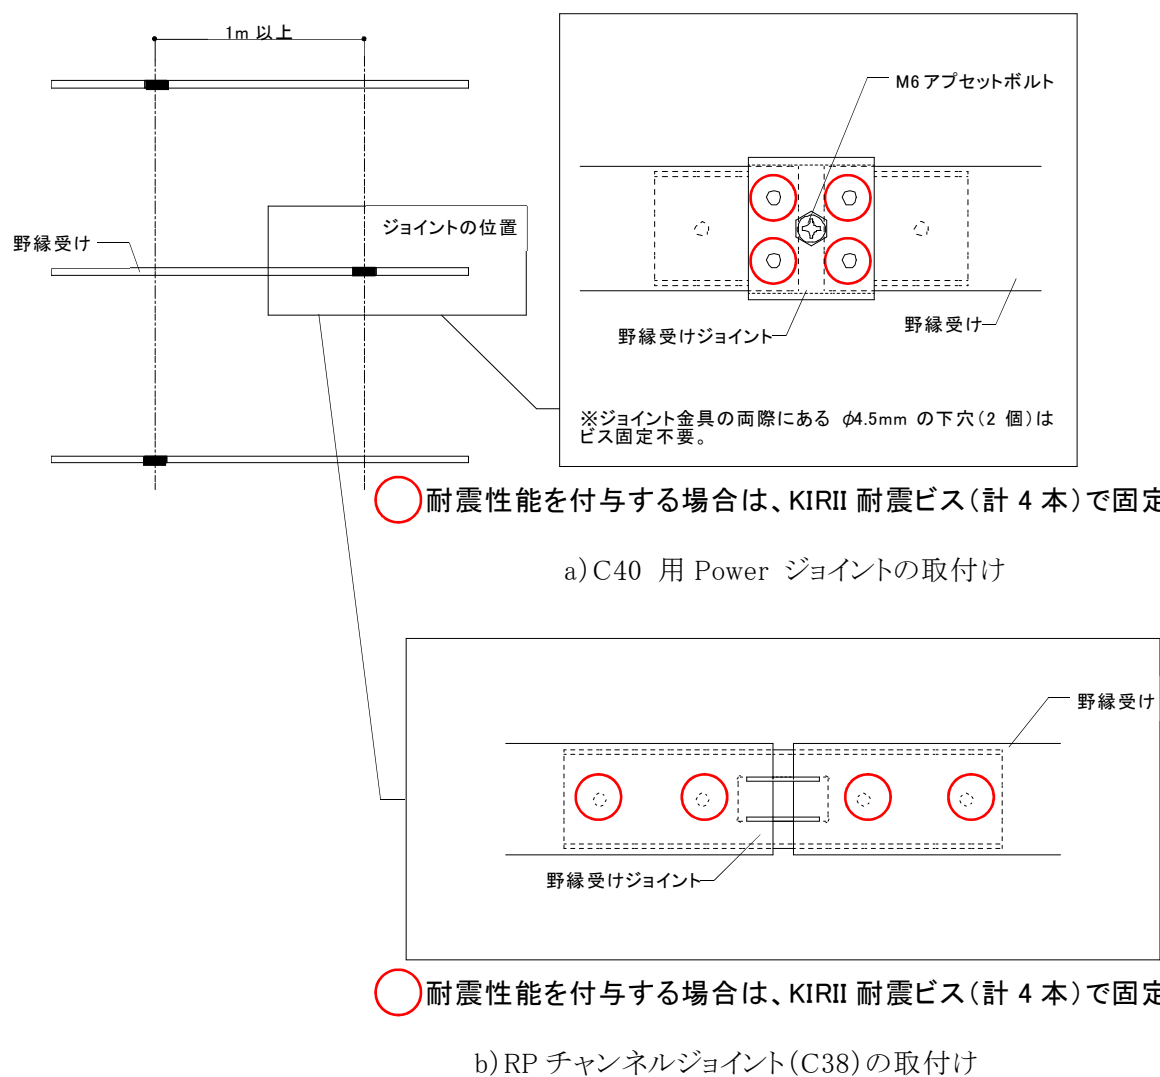 1m 以上
M6 アプセットボルト
ジョイントの位置
野縁受け
野縁受けジョイント
野縁受け
※ジョイント金具の両際にある φ4.5mm の下穴(2 個)は
ビス固定不要。
耐震性能を付与する場合は、KIRII 耐震ビス(計 4 本)で固定
a)C40 用 Power ジョイントの取付け
野縁受け
野縁受けジョイント
耐震性能を付与する場合は、KIRII 耐震ビス(計 4 本)で固定
b)RP チャンネルジョイント(C38)の取付け